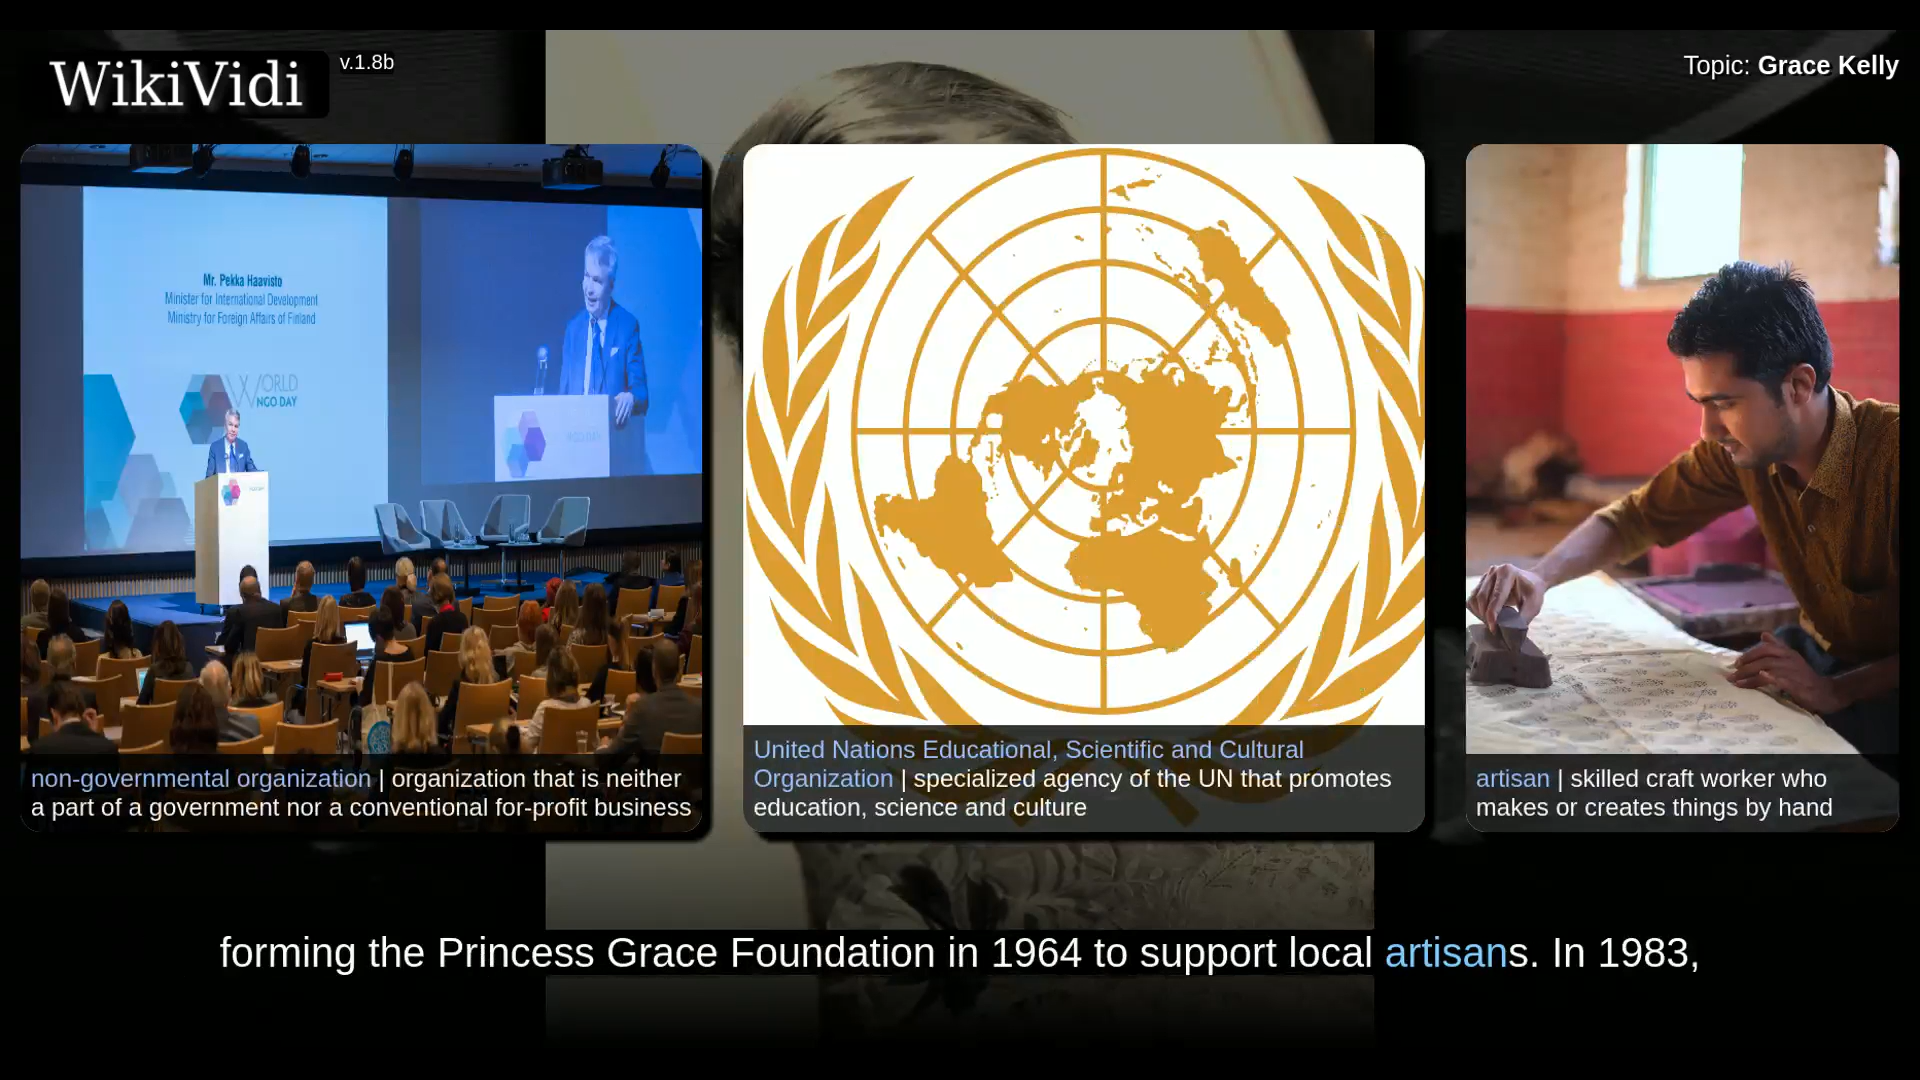 WikiVidi
v.1.8b
Topic: Grace Kelly
Mr. Pekka Haavisto
Minister for International Development
Ministry for Foreign Affairs of Finland
WORLD
NGO DAY
non-governmental organization | organization that is neither
a part of a government nor a conventional for-profit business
United Nations Educational, Scientific and Cultural
Organization | specialized agency of the UN that promotes
education, science and culture
artisan | skilled craft worker who
makes or creates things by hand
forming the Princess Grace Foundation in 1964 to support local artisans. In 1983,